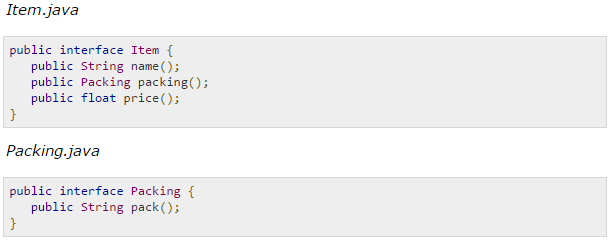 Item.java
public interface Item {
   public String name();
   public Packing packing();
   public float price();
}
Packing.java
public interface Packing {
   public String pack();
}